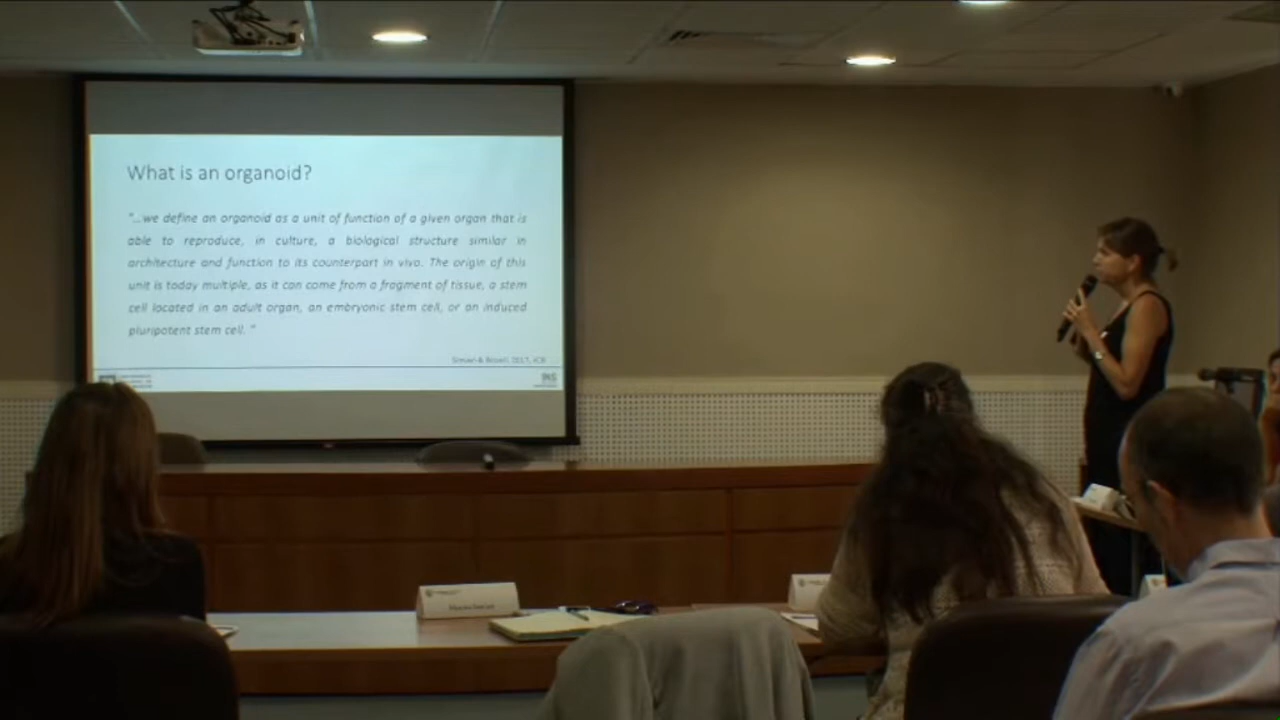 What is an organoid?
"...we define an organoid as a unit of function of a given organ that is
able to reproduce, in culture, a biological structure similar in
architecture and function to its counterpart in vivo. The origin of this
unit is today multiple, as it can come from a fragment of tissue, a stem
cell located in an adult organ, an embryonic stem cell, or an induced
pluripotent stem cell. "